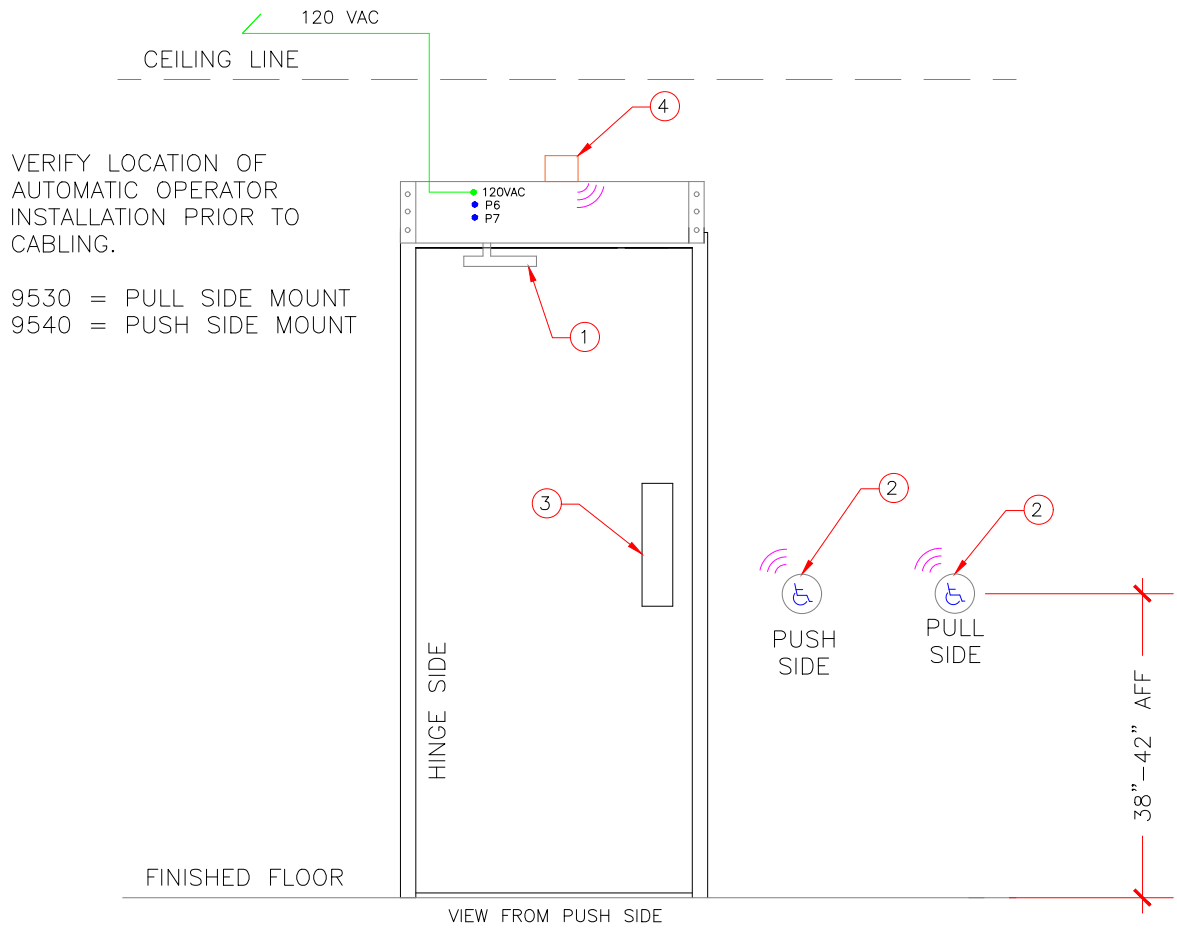 120 VAC
CEILING LINE
4
VERIFY LOCATION OF
AUTOMATIC OPERATOR
INSTALLATION PRIOR TO
CABLING.
120VAC
P6
P7
9530 = PULL SIDE MOUNT
9540 = PUSH SIDE MOUNT
1
3
2
2
PUSH
SIDE
PULL
SIDE
HINGE SIDE
38"-42" AFF
FINISHED FLOOR
VIEW FROM PUSH SIDE